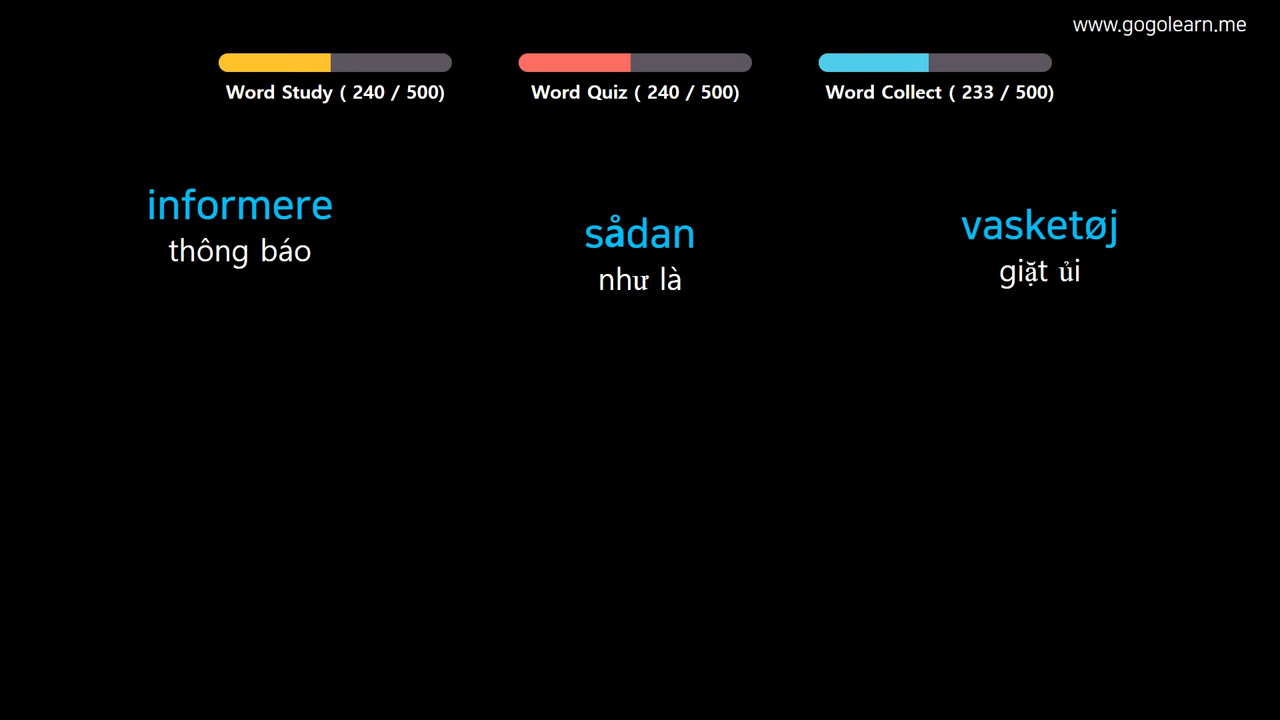 www.gogolearn.me
Word Study ( 240 / 500)
Word Quiz ( 240 / 500)
Word Collect ( 233 / 500)
informere
thông báo
sådan
như là
vasketøj
giặt ủi